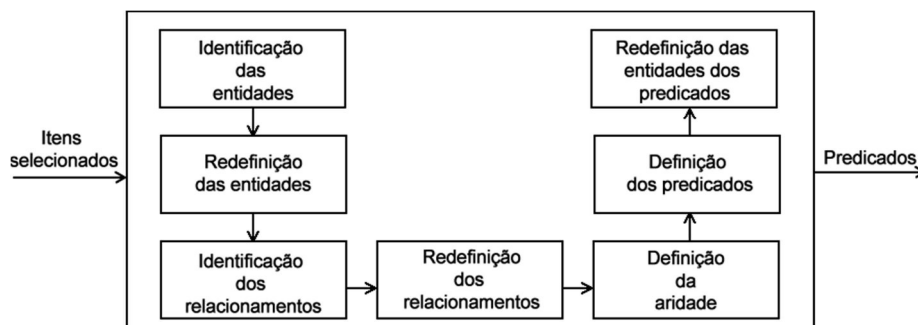 Itens
selecionados
Identificação
das
entidades
Redefinição
das entidades
Identificação
dos
relacionamentos
Redefinição
dos
relacionamentos
Definição
da
aridade
Definição
dos predicados
Redefinição das
entidades dos
predicados
Predicados